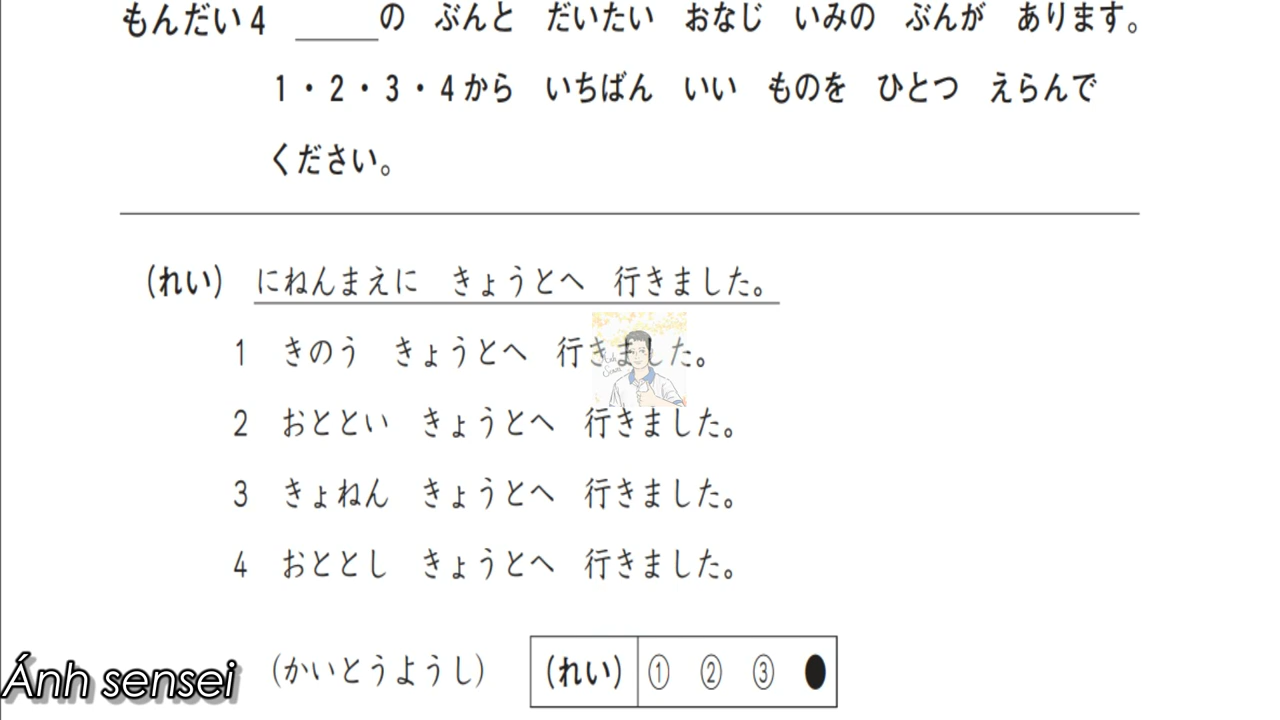 もんだい4 ＿＿＿の ぶんと だいたい おなじ いみの ぶんが あります。
1・2・3・4から いちばん いい ものを ひとつ えらんで
ください。
(れい) にねんまえに きょうとへ 行きました。
1 きのう きょうとへ 行きました。
2 おととい きょうとへ 行きました。
3 きょねん きょうとへ 行きました。
4 おととし きょうとへ 行きました。
(かいとうようし) (れい) ① ② ③ ●
Ánh sensei